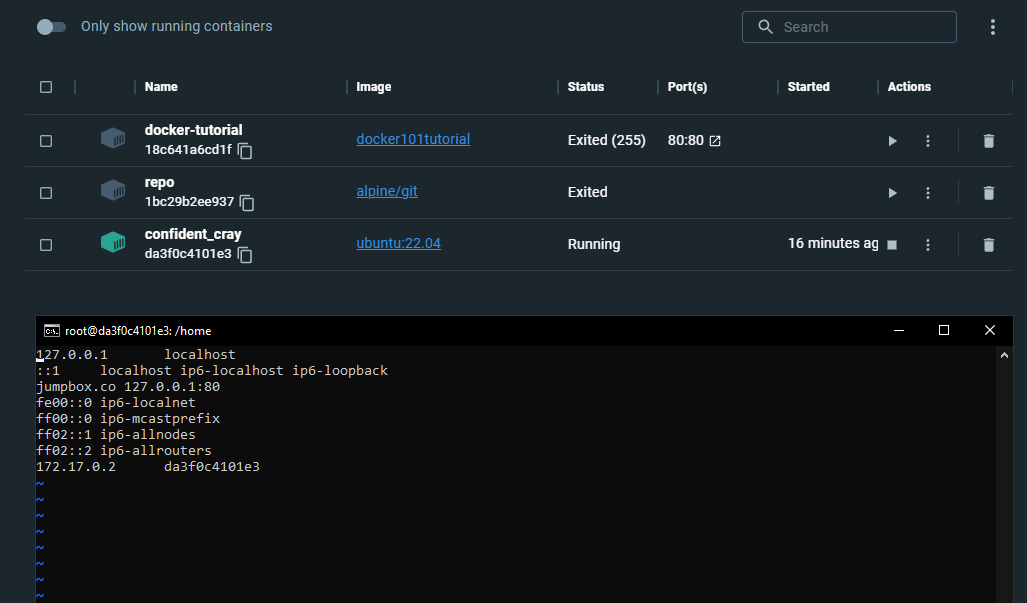 Only show running containers
Search
Name Image Status Port(s) Started Actions
docker-tutorial
18c641a6cd1f docker101tutorial Exited (255) 80:80
repo
1bc29b2ee937 alpine/git Exited
confident_cray
da3f0c4101e3 ubuntu:22.04 Running 16 minutes ag
C:\. root@da3f0c4101e3: /home
127.0.0.1 localhost
::1 localhost ip6-localhost ip6-loopback
jumpbox.co 127.0.0.1:80
fe00::0 ip6-localnet
ff00::0 ip6-mcastprefix
ff02::1 ip6-allnodes
ff02::2 ip6-allrouters
172.17.0.2 da3f0c4101e3
~
~
~
~
~
~
~
~